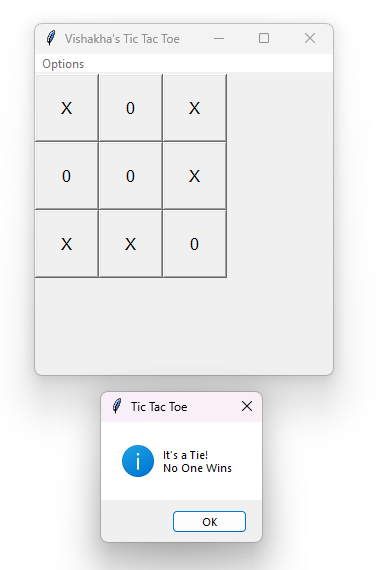 Vishakha's Tic Tac Toe
Options
X 0 X
0 0 X
X X 0
Tic Tac Toe
It's a Tie!
No One Wins
OK